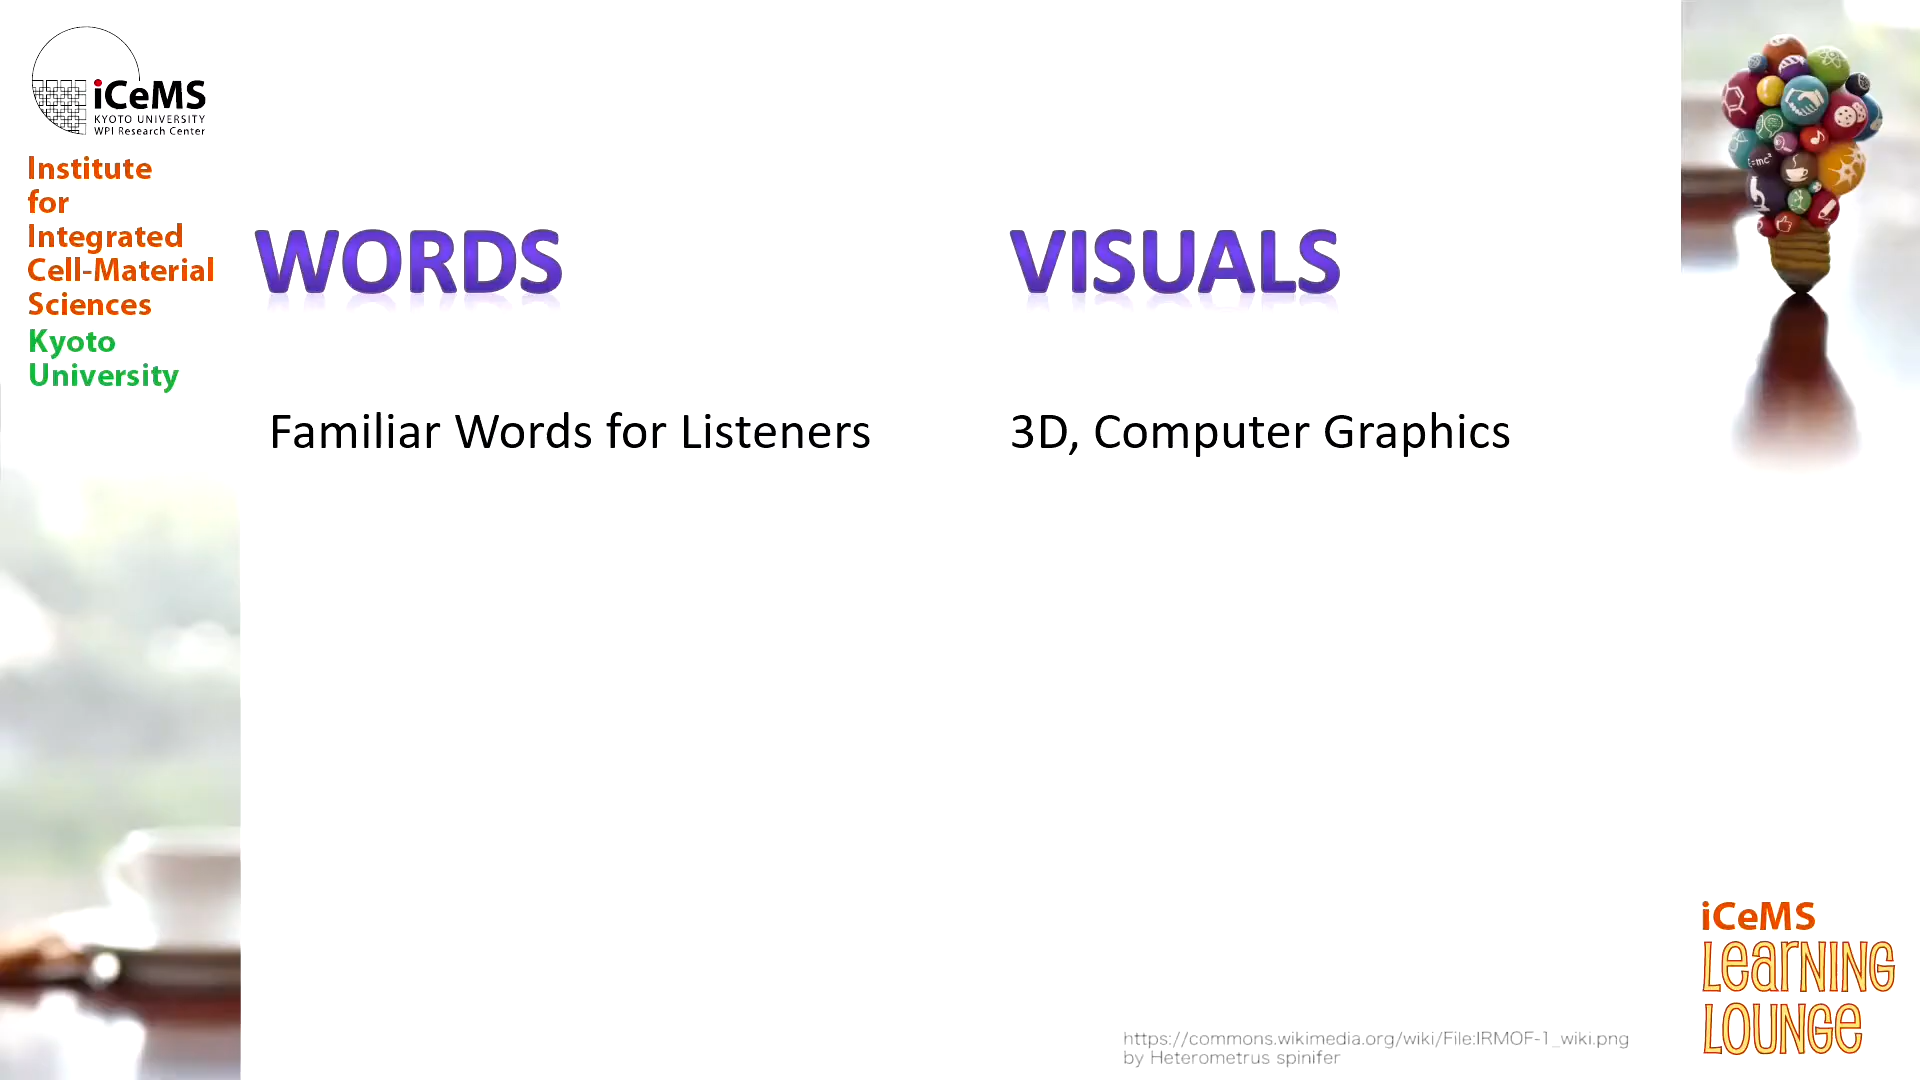 iCeMS
KYOTO UNIVERSITY
WPI Research Center
Institute
for
Integrated
Cell-Material
Sciences
Kyoto
University
WORDS
VISUALS
Familiar Words for Listeners
3D, Computer Graphics
=mc²
iCeMS
LeaRNING
LOUNGe
https://commons.wikimedia.org/wiki/File:IRMOF-1_wiki.png
by Heterometrus spinifer